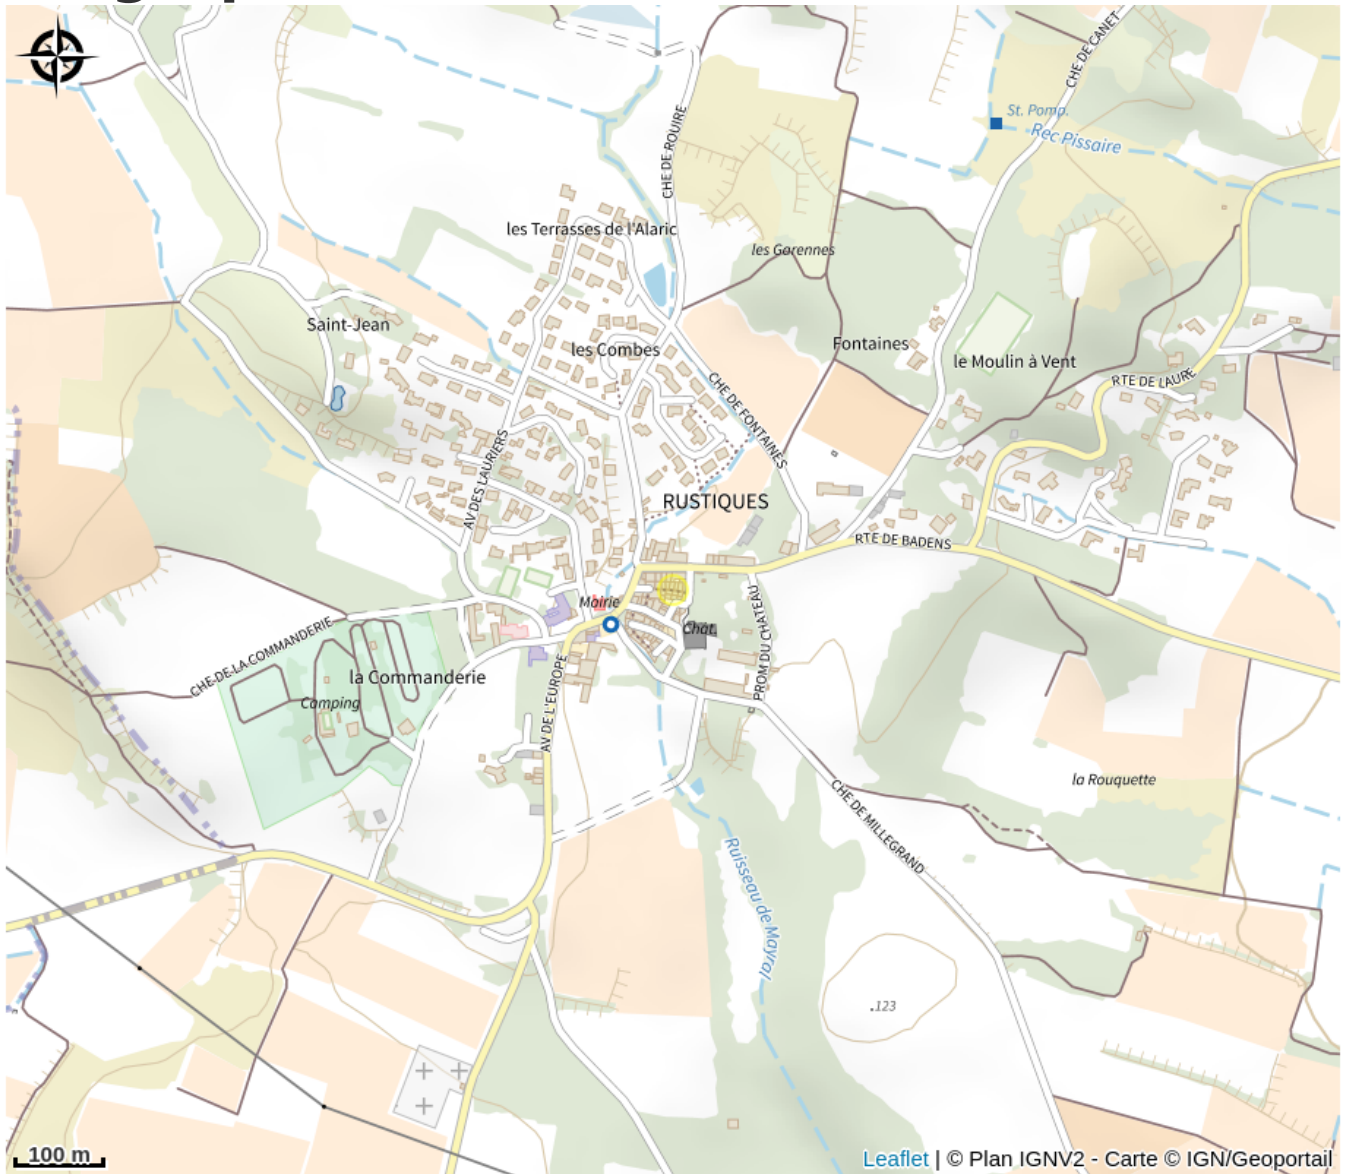 CHE DE CANET
St. Pomp.
Rec Pissaire
CHE DE ROUIRE
les Terrasses de l'Alaric
les Garennes
Saint-Jean
les Combes
Fontaines
le Moulin à Vent
RTE DE LAURE
CHE DE FONTAINES
AV DES LAURIERS
RUSTIQUES
RTE DE BADENS
Mairie
Chât.
PROM DU CHATEAU
CHE DE LA COMMANDERIE
la Commanderie
Camping
AV DE L'EUROPE
la Rouquette
CHE DE MILLEGRAND
Ruisseau de Mayral
.123
100 m
Leaflet | © Plan IGNV2 - Carte © IGN/Geoportail